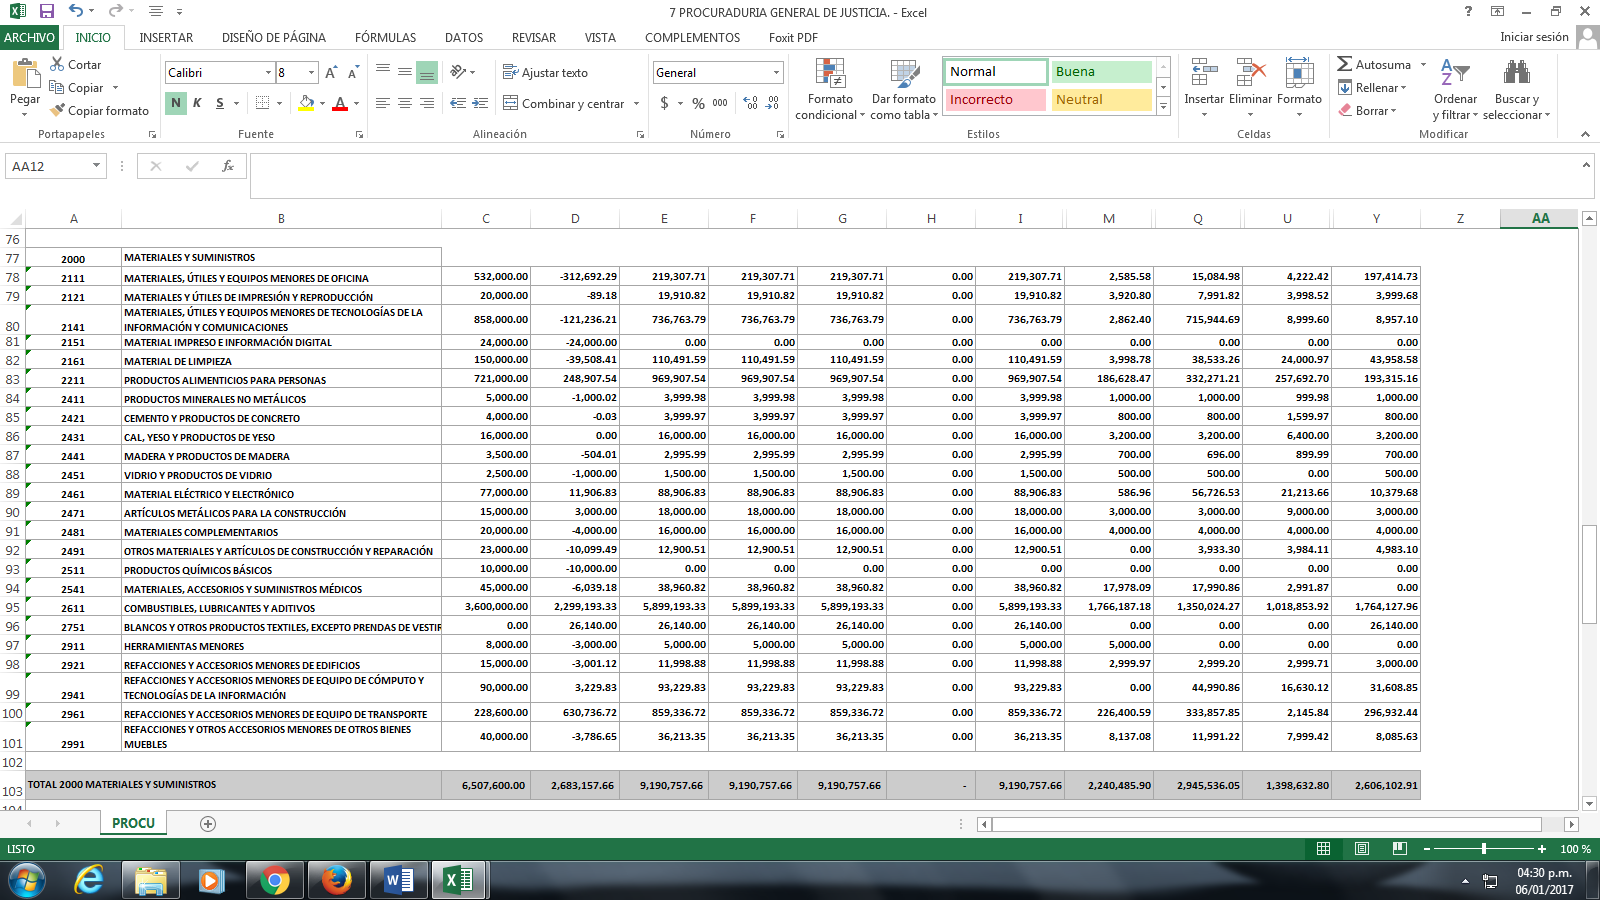 7 PROCURADURIA GENERAL DE JUSTICIA. - Excel
ARCHIVO INICIO INSERTAR DISEÑO DE PÁGINA FÓRMULAS DATOS REVISAR VISTA COMPLEMENTOS Foxit PDF Iniciar sesión
Pegar Cortar Copiar Copiar formato
Calibri 8 N K S
Ajustar texto Combinar y centrar
General $ % 000
Formato condicional Dar formato como tabla
Normal Buena Incorrecto Neutral
Insertar Eliminar Formato
Autosuma Rellenar Borrar
Ordenar y filtrar Buscar y seleccionar
Portapapeles Fuente Alineación Número Estilos Celdas Modificar
AA12 fx
A B C D E F G H I M Q U Y Z AA
76
77 2000 MATERIALES Y SUMINISTROS
78 2111 MATERIALES, ÚTILES Y EQUIPOS MENORES DE OFICINA 532,000.00 -312,692.29 219,307.71 219,307.71 219,307.71 0.00 219,307.71 2,585.58 15,084.98 4,222.42 197,414.73
79 2121 MATERIALES Y ÚTILES DE IMPRESIÓN Y REPRODUCCIÓN 20,000.00 -89.18 19,910.82 19,910.82 19,910.82 0.00 19,910.82 3,920.80 7,991.82 3,998.52 3,999.68
80 2141 MATERIALES, ÚTILES Y EQUIPOS MENORES DE TECNOLOGÍAS DE LA INFORMACIÓN Y COMUNICACIONES 858,000.00 -121,236.21 736,763.79 736,763.79 736,763.79 0.00 736,763.79 2,862.40 715,944.69 8,999.60 8,957.10
81 2151 MATERIAL IMPRESO E INFORMACIÓN DIGITAL 24,000.00 -24,000.00 0.00 0.00 0.00 0.00 0.00 0.00 0.00 0.00 0.00
82 2161 MATERIAL DE LIMPIEZA 150,000.00 -39,508.41 110,491.59 110,491.59 110,491.59 0.00 110,491.59 3,998.78 38,533.26 24,000.97 43,958.58
83 2211 PRODUCTOS ALIMENTICIOS PARA PERSONAS 721,000.00 248,907.54 969,907.54 969,907.54 969,907.54 0.00 969,907.54 186,628.47 332,271.21 257,692.70 193,315.16
84 2411 PRODUCTOS MINERALES NO METÁLICOS 5,000.00 -1,000.02 3,999.98 3,999.98 3,999.98 0.00 3,999.98 1,000.00 1,000.00 999.98 1,000.00
85 2421 CEMENTO Y PRODUCTOS DE CONCRETO 4,000.00 -0.03 3,999.97 3,999.97 3,999.97 0.00 3,999.97 800.00 800.00 1,599.97 800.00
86 2431 CAL, YESO Y PRODUCTOS DE YESO 16,000.00 0.00 16,000.00 16,000.00 16,000.00 0.00 16,000.00 3,200.00 3,200.00 6,400.00 3,200.00
87 2441 MADERA Y PRODUCTOS DE MADERA 3,500.00 -504.01 2,995.99 2,995.99 2,995.99 0.00 2,995.99 700.00 696.00 899.99 700.00
88 2451 VIDRIO Y PRODUCTOS DE VIDRIO 2,500.00 -1,000.00 1,500.00 1,500.00 1,500.00 0.00 1,500.00 500.00 500.00 0.00 500.00
89 2461 MATERIAL ELÉCTRICO Y ELECTRÓNICO 77,000.00 11,906.83 88,906.83 88,906.83 88,906.83 0.00 88,906.83 586.96 56,726.53 21,213.66 10,379.68
90 2471 ARTÍCULOS METÁLICOS PARA LA CONSTRUCCIÓN 15,000.00 3,000.00 18,000.00 18,000.00 18,000.00 0.00 18,000.00 3,000.00 3,000.00 9,000.00 3,000.00
91 2481 MATERIALES COMPLEMENTARIOS 20,000.00 -4,000.00 16,000.00 16,000.00 16,000.00 0.00 16,000.00 4,000.00 4,000.00 4,000.00 4,000.00
92 2491 OTROS MATERIALES Y ARTÍCULOS DE CONSTRUCCIÓN Y REPARACIÓN 23,000.00 -10,099.49 12,900.51 12,900.51 12,900.51 0.00 12,900.51 0.00 3,933.30 3,984.11 4,983.10
93 2511 PRODUCTOS QUÍMICOS BÁSICOS 10,000.00 -10,000.00 0.00 0.00 0.00 0.00 0.00 0.00 0.00 0.00 0.00
94 2541 MATERIALES, ACCESORIOS Y SUMINISTROS MÉDICOS 45,000.00 -6,039.18 38,960.82 38,960.82 38,960.82 0.00 38,960.82 17,978.09 17,990.86 2,991.87 0.00
95 2611 COMBUSTIBLES, LUBRICANTES Y ADITIVOS 3,600,000.00 2,299,193.33 5,899,193.33 5,899,193.33 5,899,193.33 0.00 5,899,193.33 1,766,187.18 1,350,024.27 1,018,853.92 1,764,127.96
96 2751 BLANCOS Y OTROS PRODUCTOS TEXTILES, EXCEPTO PRENDAS DE VESTIR 0.00 26,140.00 26,140.00 26,140.00 26,140.00 0.00 26,140.00 0.00 0.00 0.00 26,140.00
97 2911 HERRAMIENTAS MENORES 8,000.00 -3,000.00 5,000.00 5,000.00 5,000.00 0.00 5,000.00 5,000.00 0.00 0.00 0.00
98 2921 REFACCIONES Y ACCESORIOS MENORES DE EDIFICIOS 15,000.00 -3,001.12 11,998.88 11,998.88 11,998.88 0.00 11,998.88 2,999.97 2,999.20 2,999.71 3,000.00
99 2941 REFACCIONES Y ACCESORIOS MENORES DE EQUIPO DE CÓMPUTO Y TECNOLOGÍAS DE LA INFORMACIÓN 90,000.00 3,229.83 93,229.83 93,229.83 93,229.83 0.00 93,229.83 0.00 44,990.86 16,630.12 31,608.85
100 2961 REFACCIONES Y ACCESORIOS MENORES DE EQUIPO DE TRANSPORTE 228,600.00 630,736.72 859,336.72 859,336.72 859,336.72 0.00 859,336.72 226,400.59 333,857.85 2,145.84 296,932.44
101 2991 REFACCIONES Y OTROS ACCESORIOS MENORES DE OTROS BIENES MUEBLES 40,000.00 -3,786.65 36,213.35 36,213.35 36,213.35 0.00 36,213.35 8,137.08 11,991.22 7,999.42 8,085.63
102
103 TOTAL 2000 MATERIALES Y SUMINISTROS 6,507,600.00 2,683,157.66 9,190,757.66 9,190,757.66 9,190,757.66 - 9,190,757.66 2,240,485.90 2,945,536.05 1,398,632.80 2,606,102.91
104
PROCU
LISTO 100 %
04:30 p.m.
06/01/2017